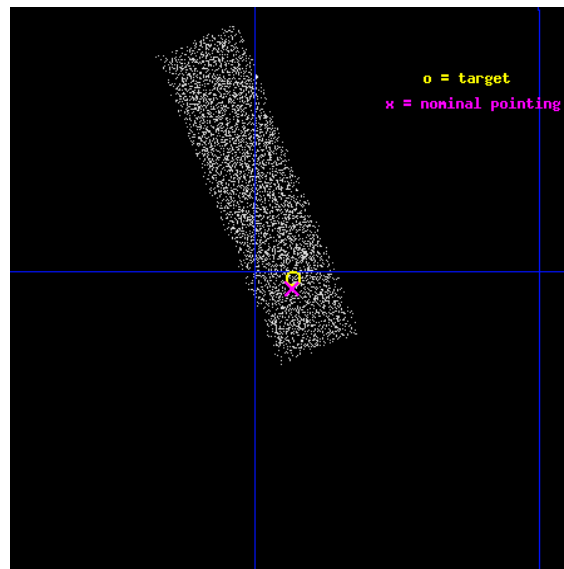 o = target
x = nominal pointing